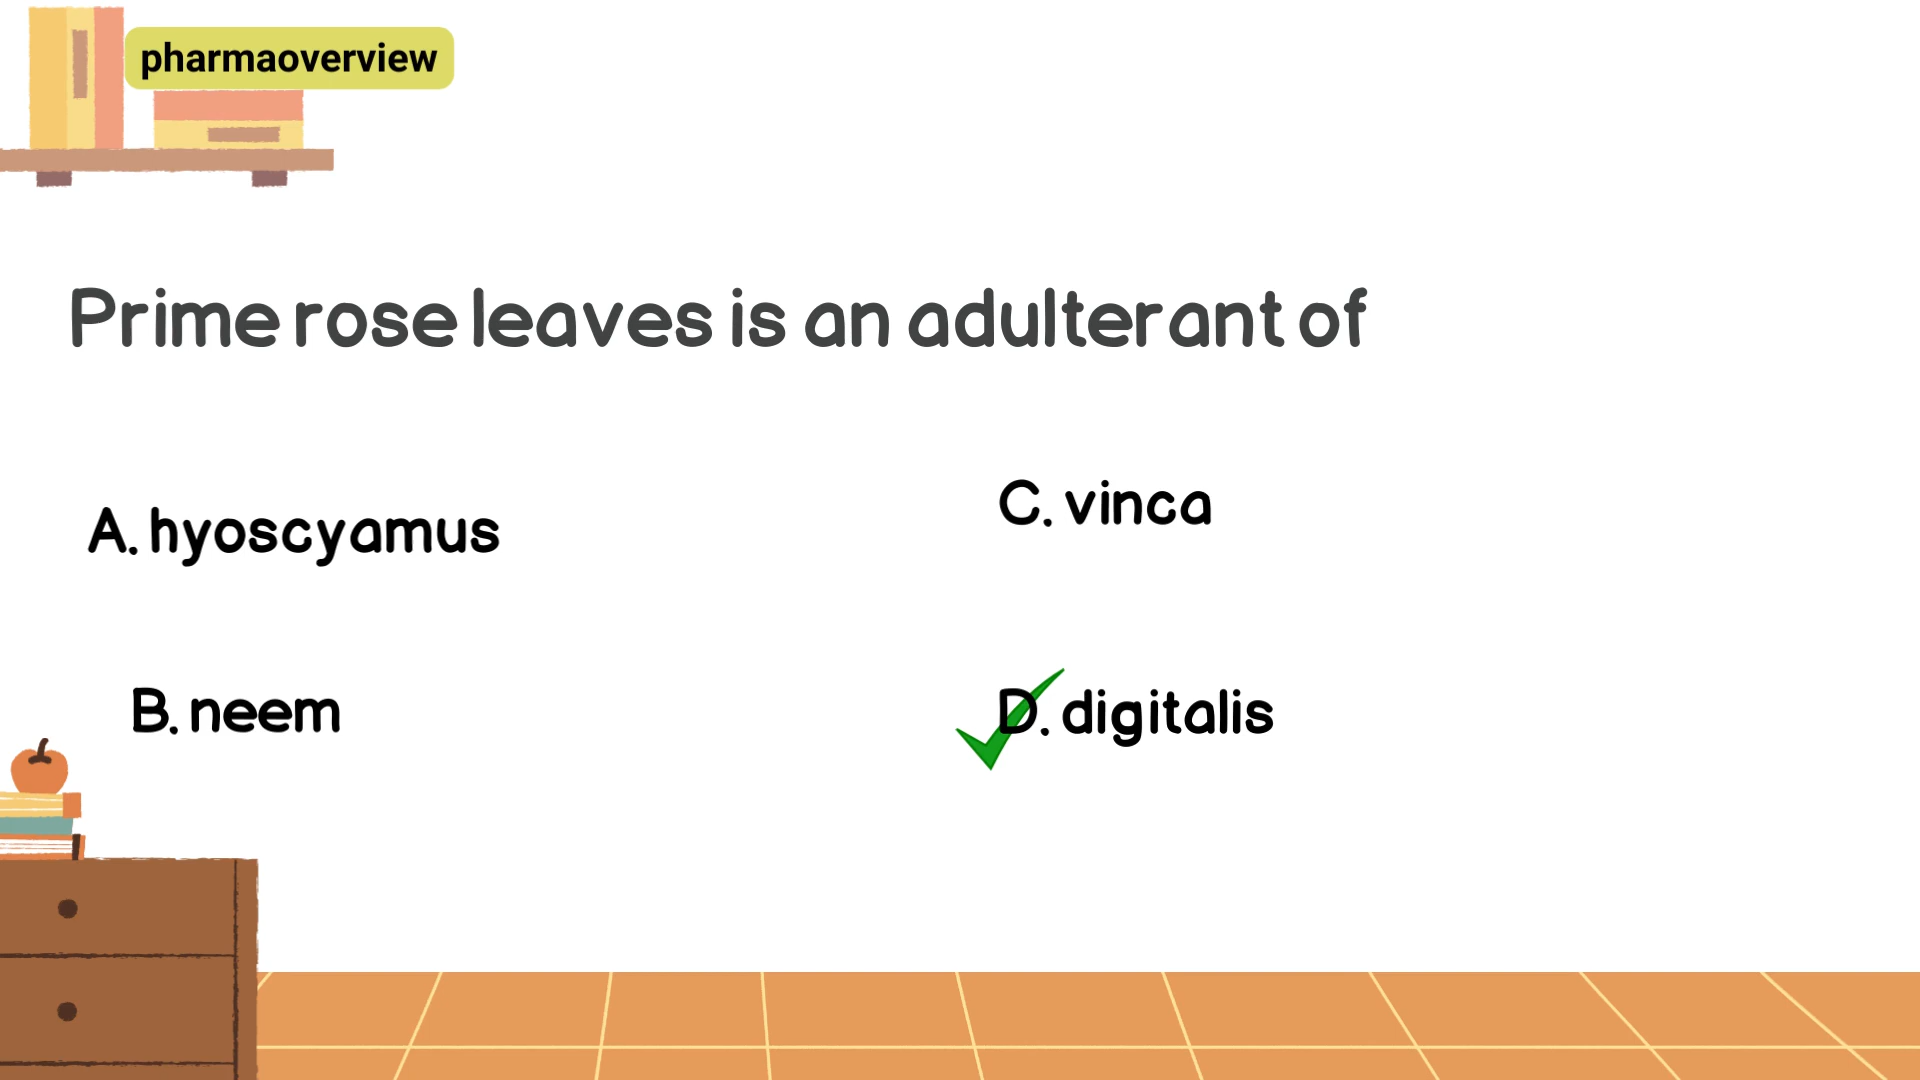 pharmaoverview
Prime rose leaves is an adulterant of
A. hyoscyamus
B. neem
C. vinca
D. digitalis